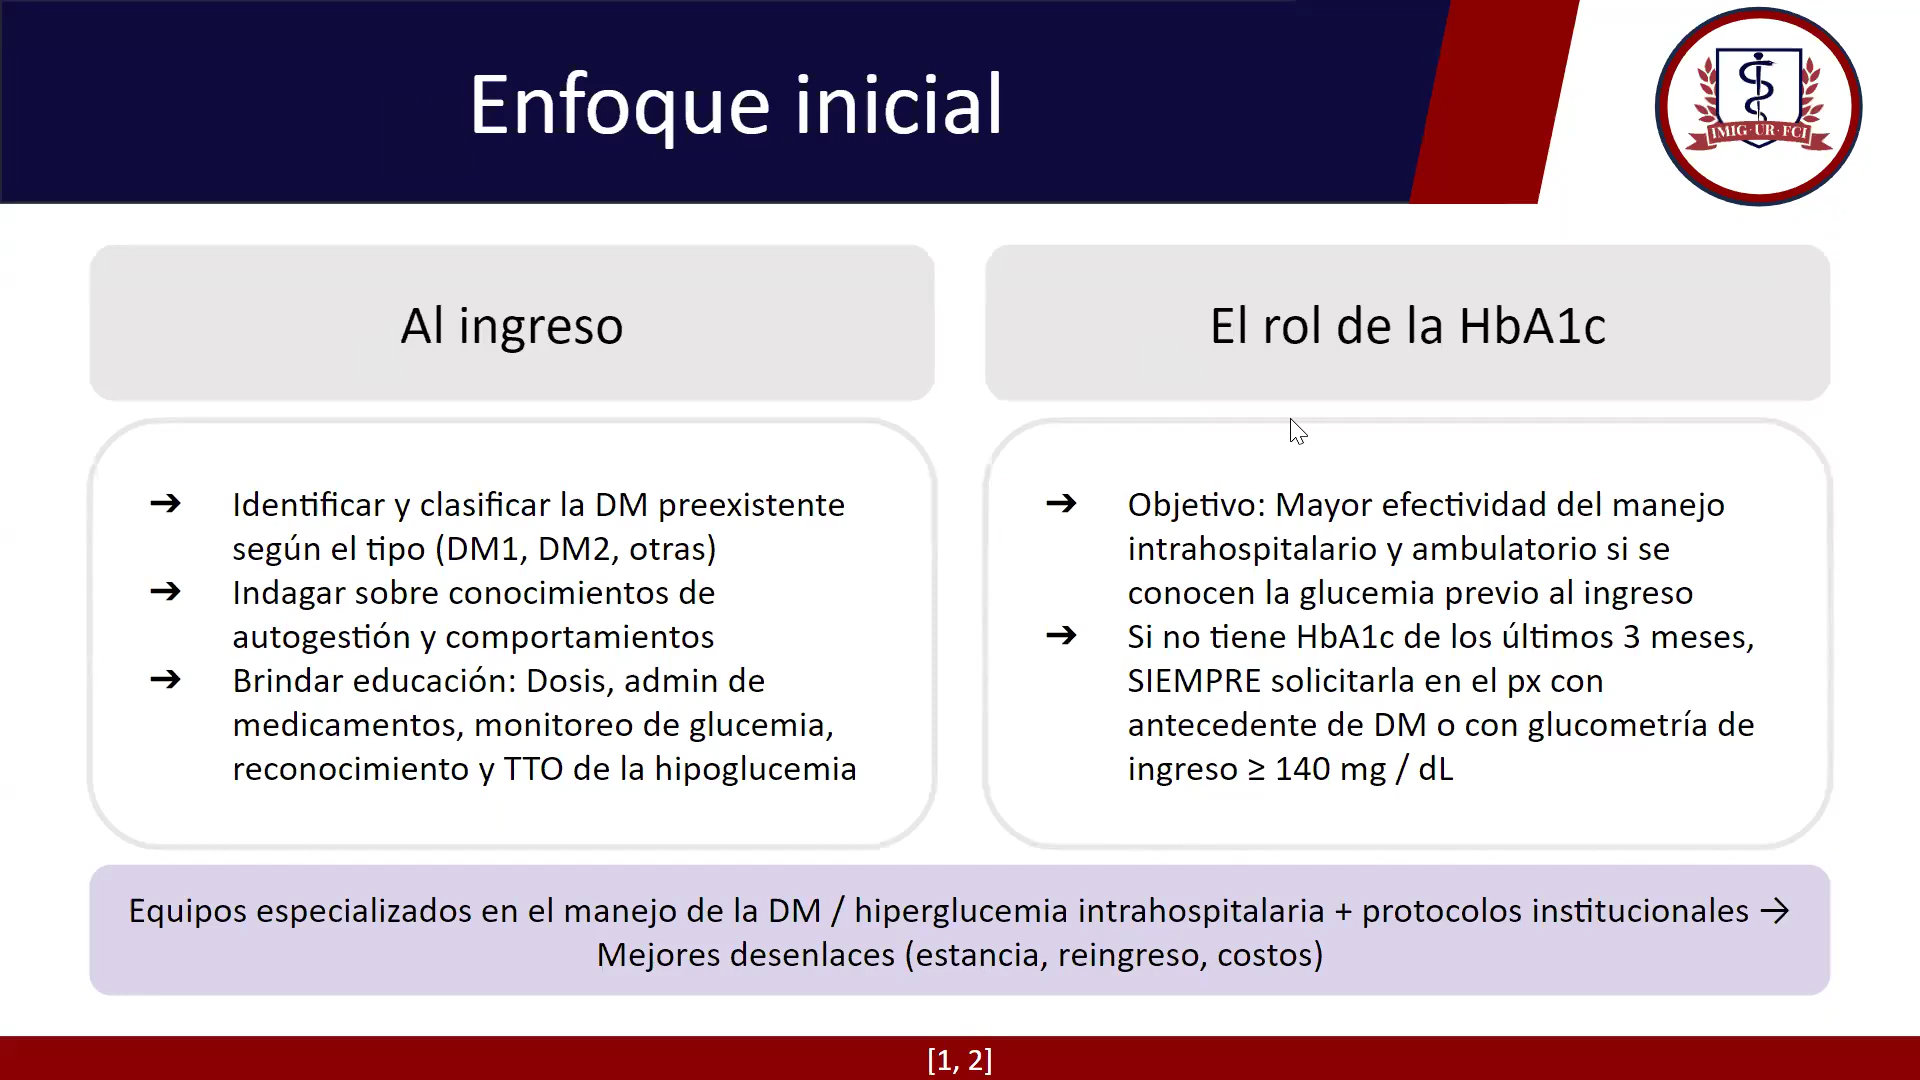 Enfoque inicial
IMIG·UR·FCI
Al ingreso
➔ Identificar y clasificar la DM preexistente
según el tipo (DM1, DM2, otras)
➔ Indagar sobre conocimientos de
autogestión y comportamientos
➔ Brindar educación: Dosis, admin de
medicamentos, monitoreo de glucemia,
reconocimiento y TTO de la hipoglucemia
El rol de la HbA1c
➔ Objetivo: Mayor efectividad del manejo
intrahospitalario y ambulatorio si se
conocen la glucemia previo al ingreso
➔ Si no tiene HbA1c de los últimos 3 meses,
SIEMPRE solicitarla en el px con
antecedente de DM o con glucometría de
ingreso ≥ 140 mg / dL
Equipos especializados en el manejo de la DM / hiperglucemia intrahospitalaria + protocolos institucionales →
Mejores desenlaces (estancia, reingreso, costos)
[1, 2]